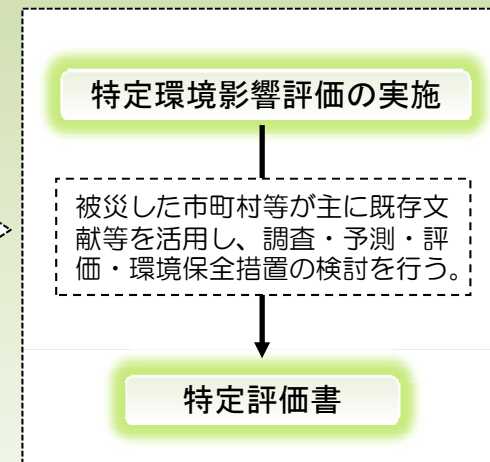 特定環境影響評価の実施
被災した市町村等が主に既存文
献等を活用し、調査・予測・評
価・環境保全措置の検討を行う。
特定評価書